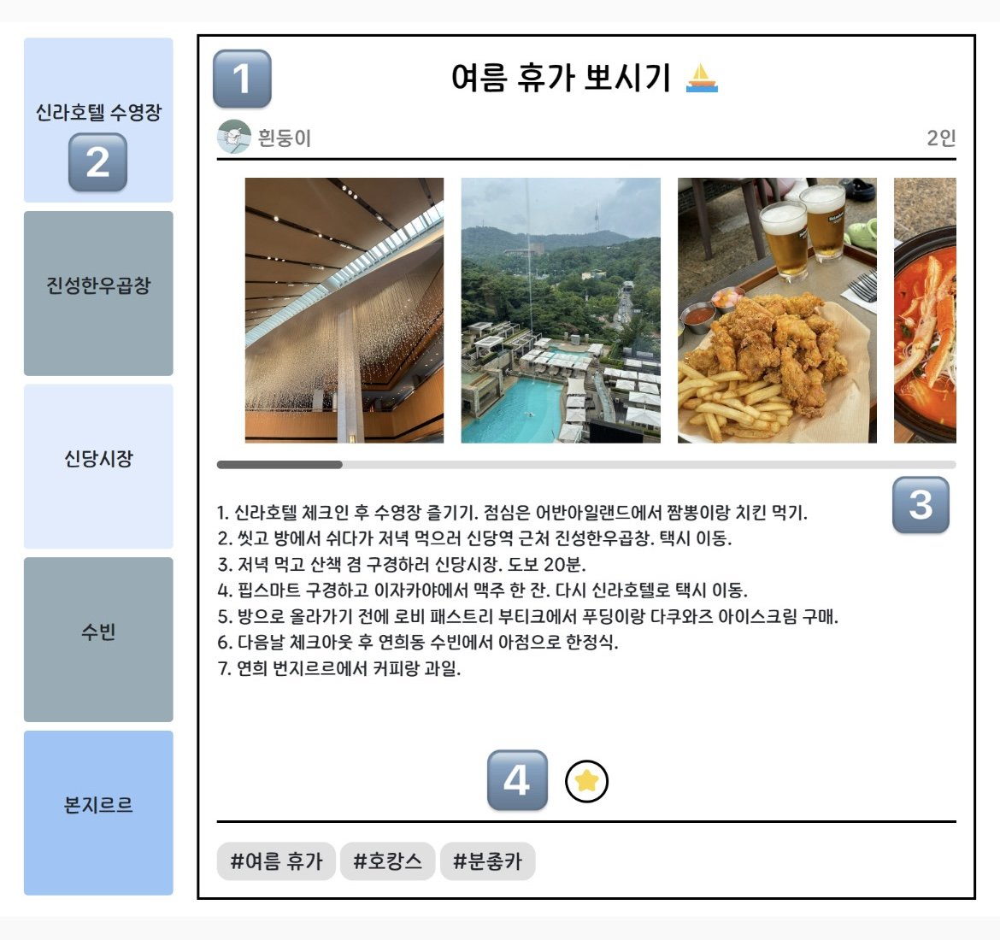 1
여름 휴가 뽀시기
흰둥이
2인
신라호텔 수영장
2
진성한우곱창
신당시장
수빈
본지르르
3
1. 신라호텔 체크인 후 수영장 즐기기. 점심은 어반아일랜드에서 짬뽕이랑 치킨 먹기.
2. 씻고 방에서 쉬다가 저녁 먹으러 신당역 근처 진성한우곱창. 택시 이동.
3. 저녁 먹고 산책 겸 구경하러 신당시장. 도보 20분.
4. 핍스마트 구경하고 이자카야에서 맥주 한 잔. 다시 신라호텔로 택시 이동.
5. 방으로 올라가기 전에 로비 패스트리 부티크에서 푸딩이랑 다쿠와즈 아이스크림 구매.
6. 다음날 체크아웃 후 연희동 수빈에서 아점으로 한정식.
7. 연희 번지르르에서 커피랑 과일.
4
#여름 휴가 #호캉스 #분좋카